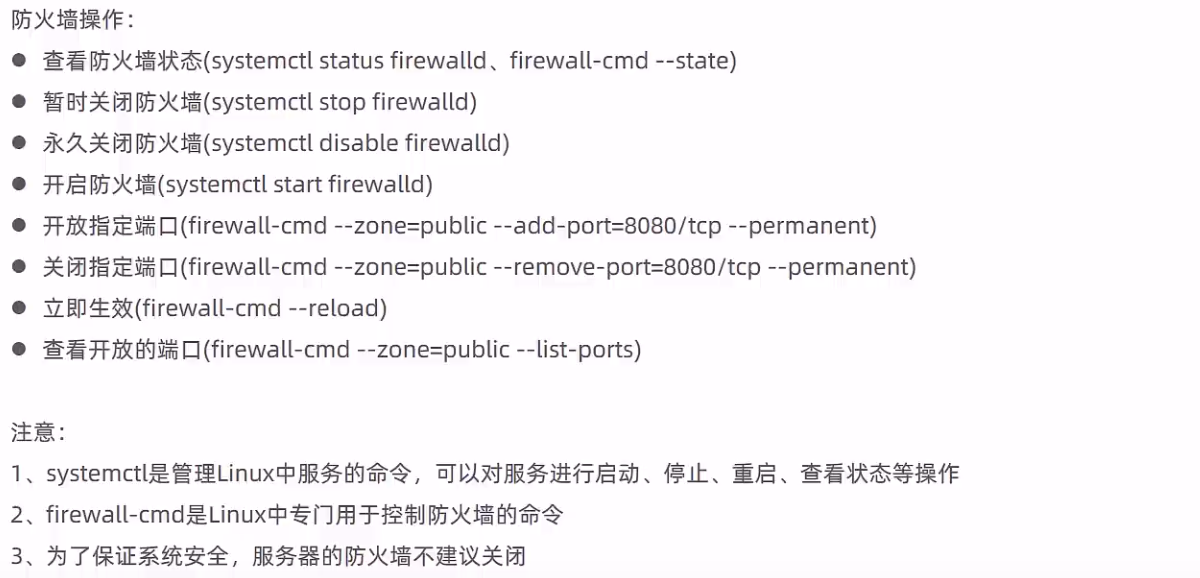 防火墙操作：
● 查看防火墙状态(systemctl status firewalld、firewall-cmd --state)
● 暂时关闭防火墙(systemctl stop firewalld)
● 永久关闭防火墙(systemctl disable firewalld)
● 开启防火墙(systemctl start firewalld)
● 开放指定端口(firewall-cmd --zone=public --add-port=8080/tcp --permanent)
● 关闭指定端口(firewall-cmd --zone=public --remove-port=8080/tcp --permanent)
● 立即生效(firewall-cmd --reload)
● 查看开放的端口(firewall-cmd --zone=public --list-ports)
注意：
1、systemctl是管理Linux中服务的命令，可以对服务进行启动、停止、重启、查看状态等操作
2、firewall-cmd是Linux中专门用于控制防火墙的命令
3、为了保证系统安全，服务器的防火墙不建议关闭